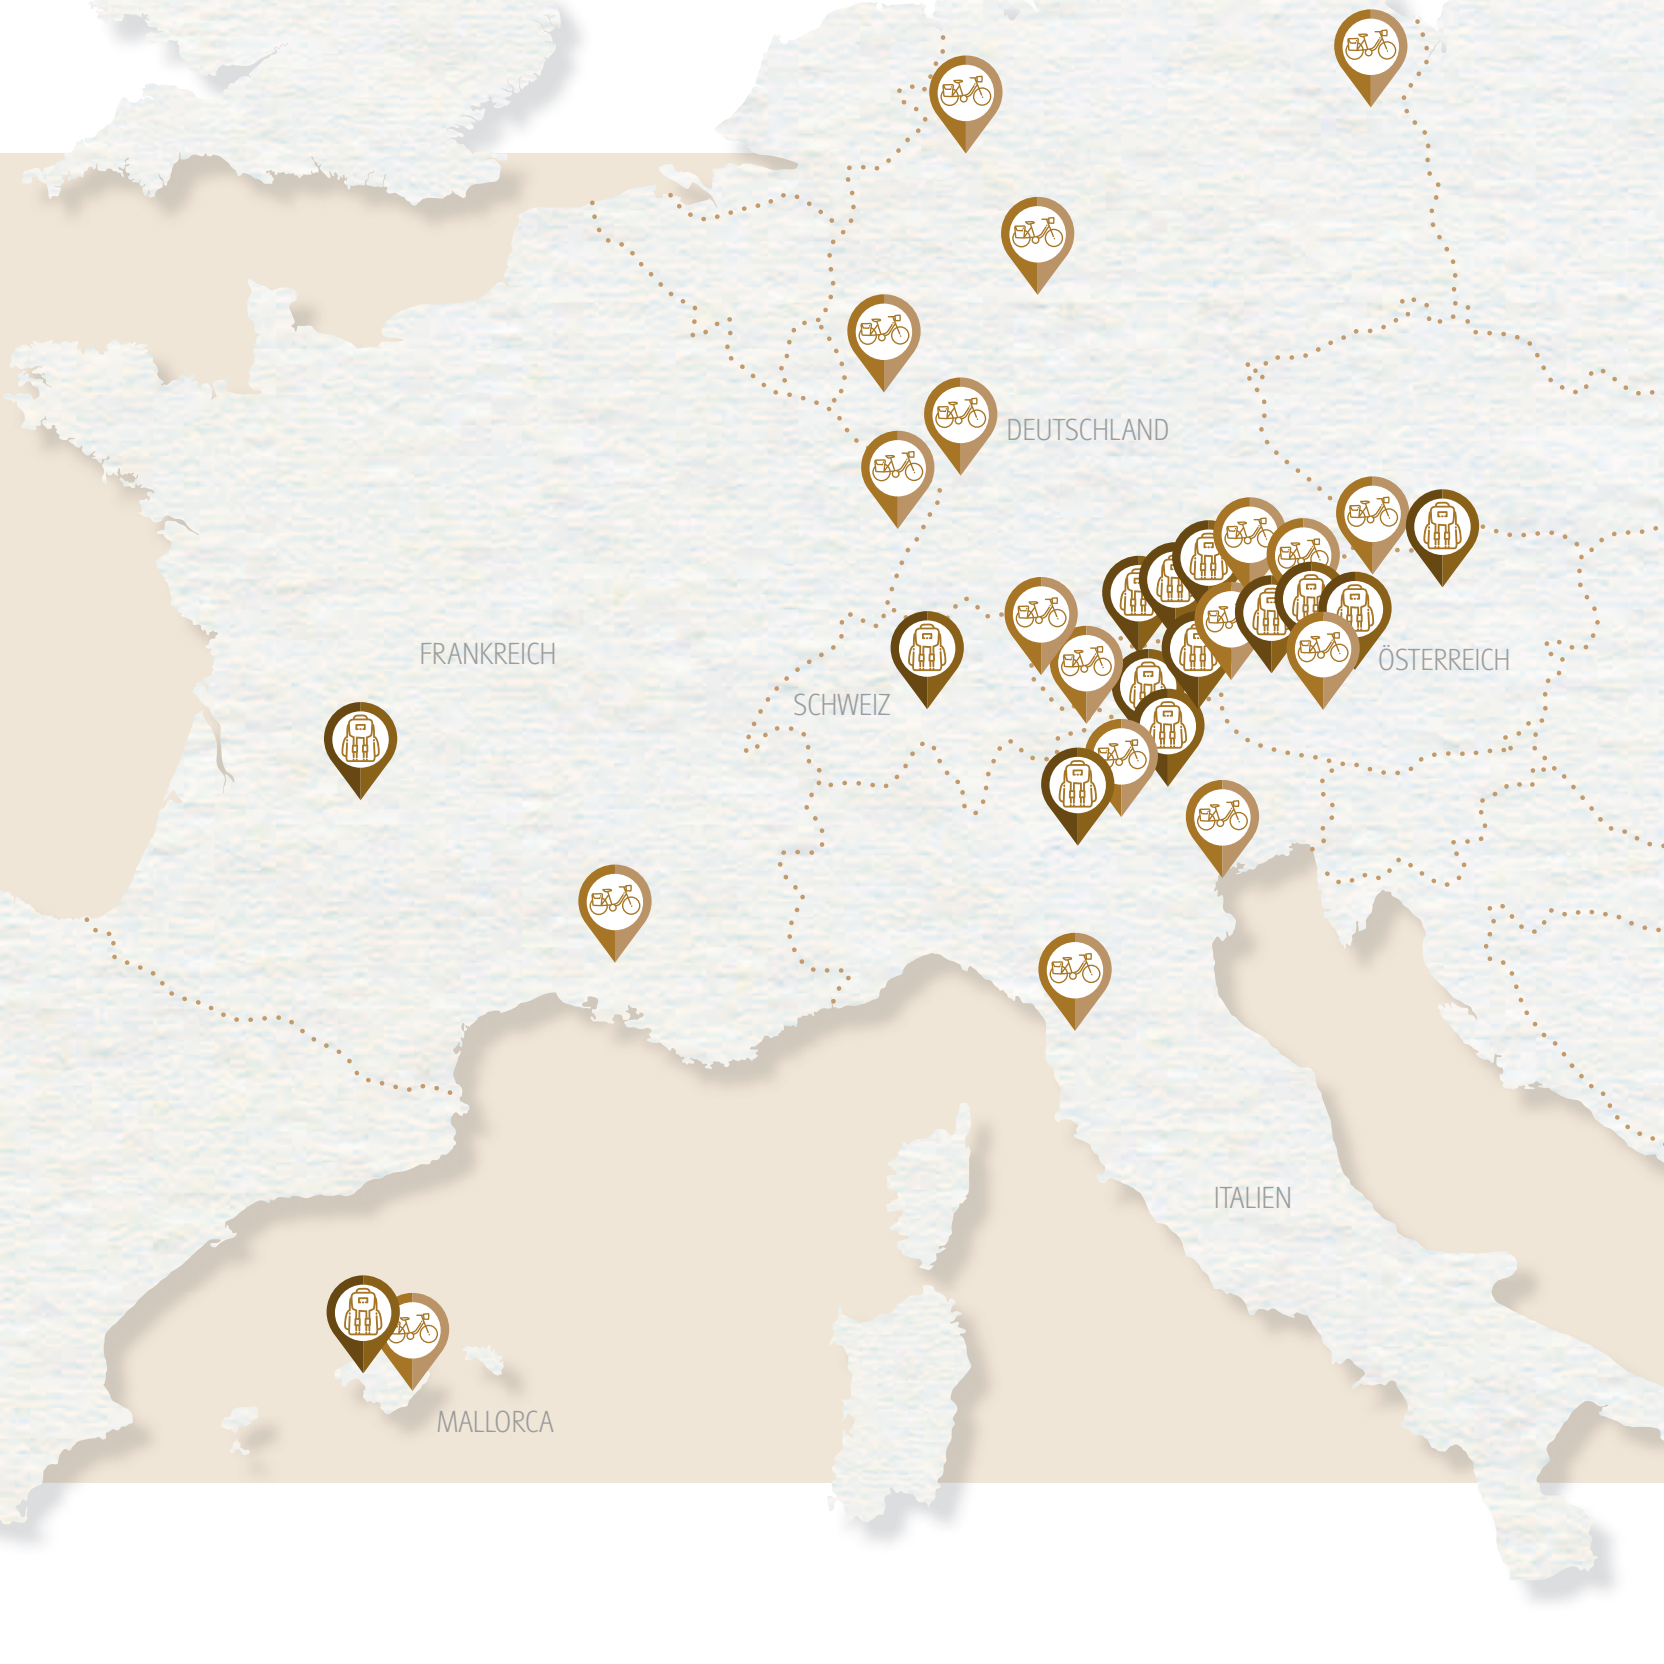 DEUTSCHLAND
FRANKREICH
ÖSTERREICH
SCHWEIZ
ITALIEN
MALLORCA